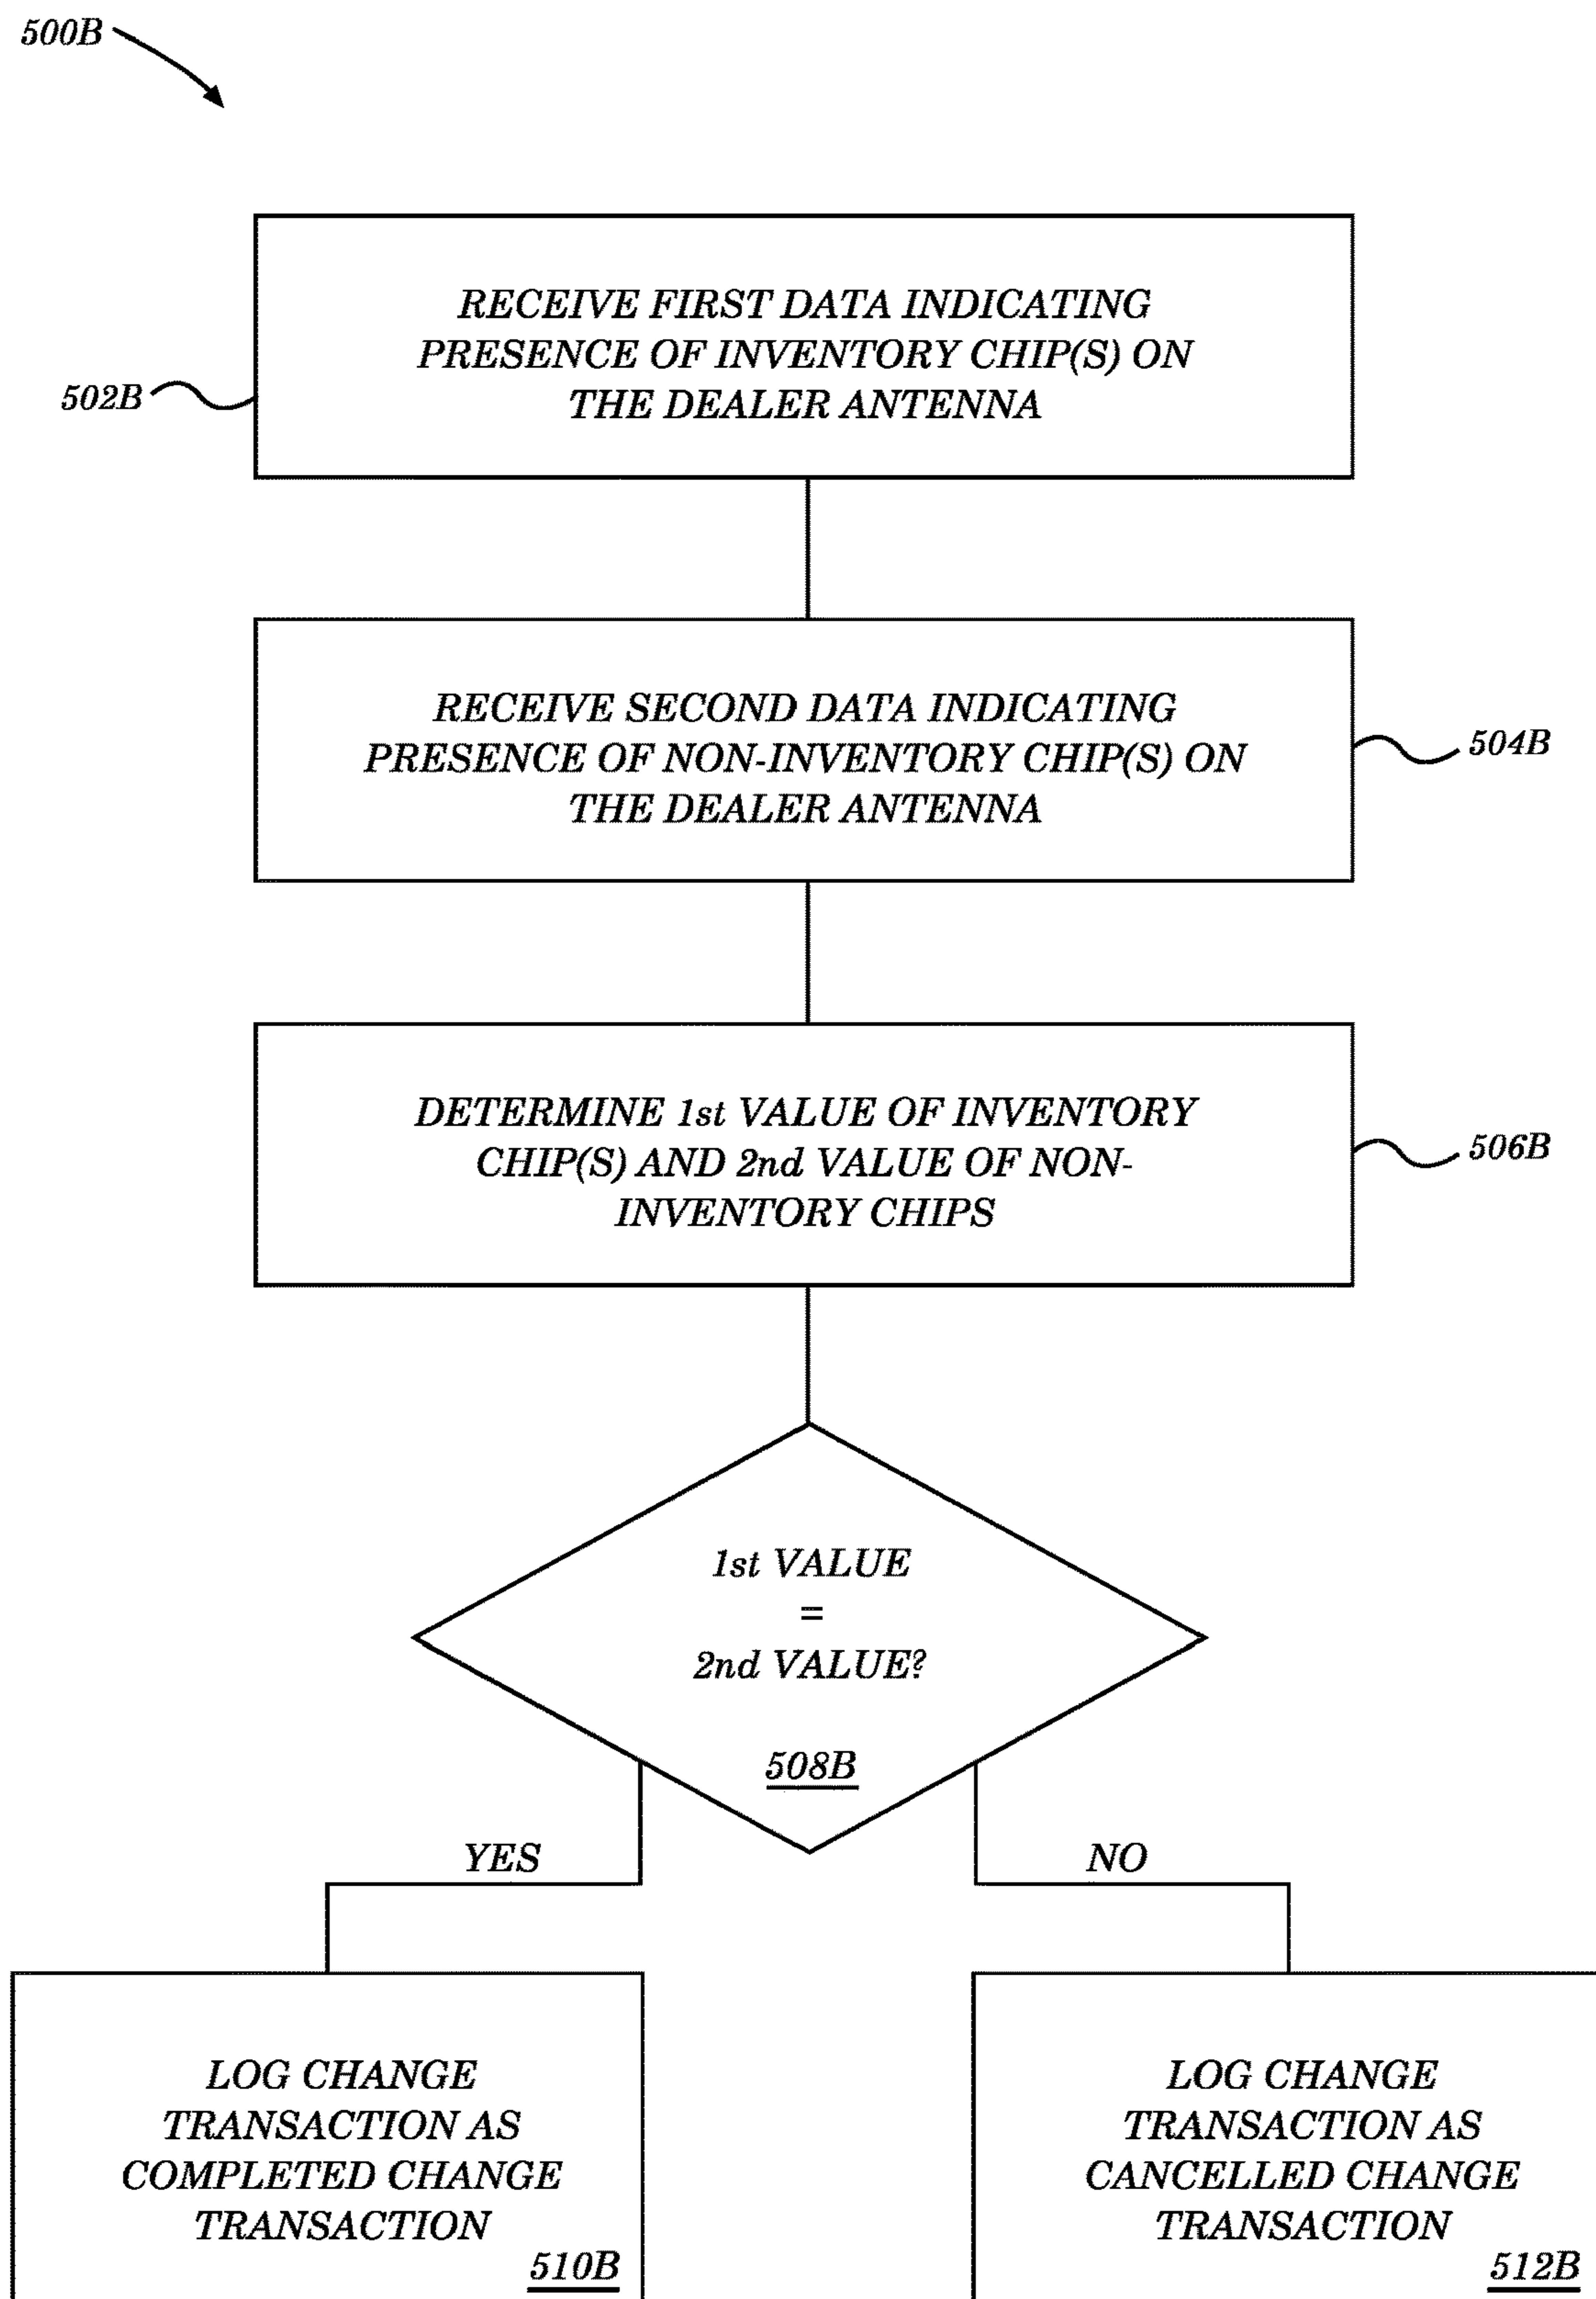 500B
RECEIVE FIRST DATA INDICATING
PRESENCE OF INVENTORY CHIP(S) ON
THE DEALER ANTENNA
502B
RECEIVE SECOND DATA INDICATING
PRESENCE OF NON-INVENTORY CHIP(S) ON
THE DEALER ANTENNA
504B
DETERMINE 1st VALUE OF INVENTORY
CHIP(S) AND 2nd VALUE OF NON-
INVENTORY CHIPS
506B
1st VALUE
=
2nd VALUE?
508B
YES
NO
LOG CHANGE
TRANSACTION AS
COMPLETED CHANGE
TRANSACTION
510B
LOG CHANGE
TRANSACTION AS
CANCELLED CHANGE
TRANSACTION
512B